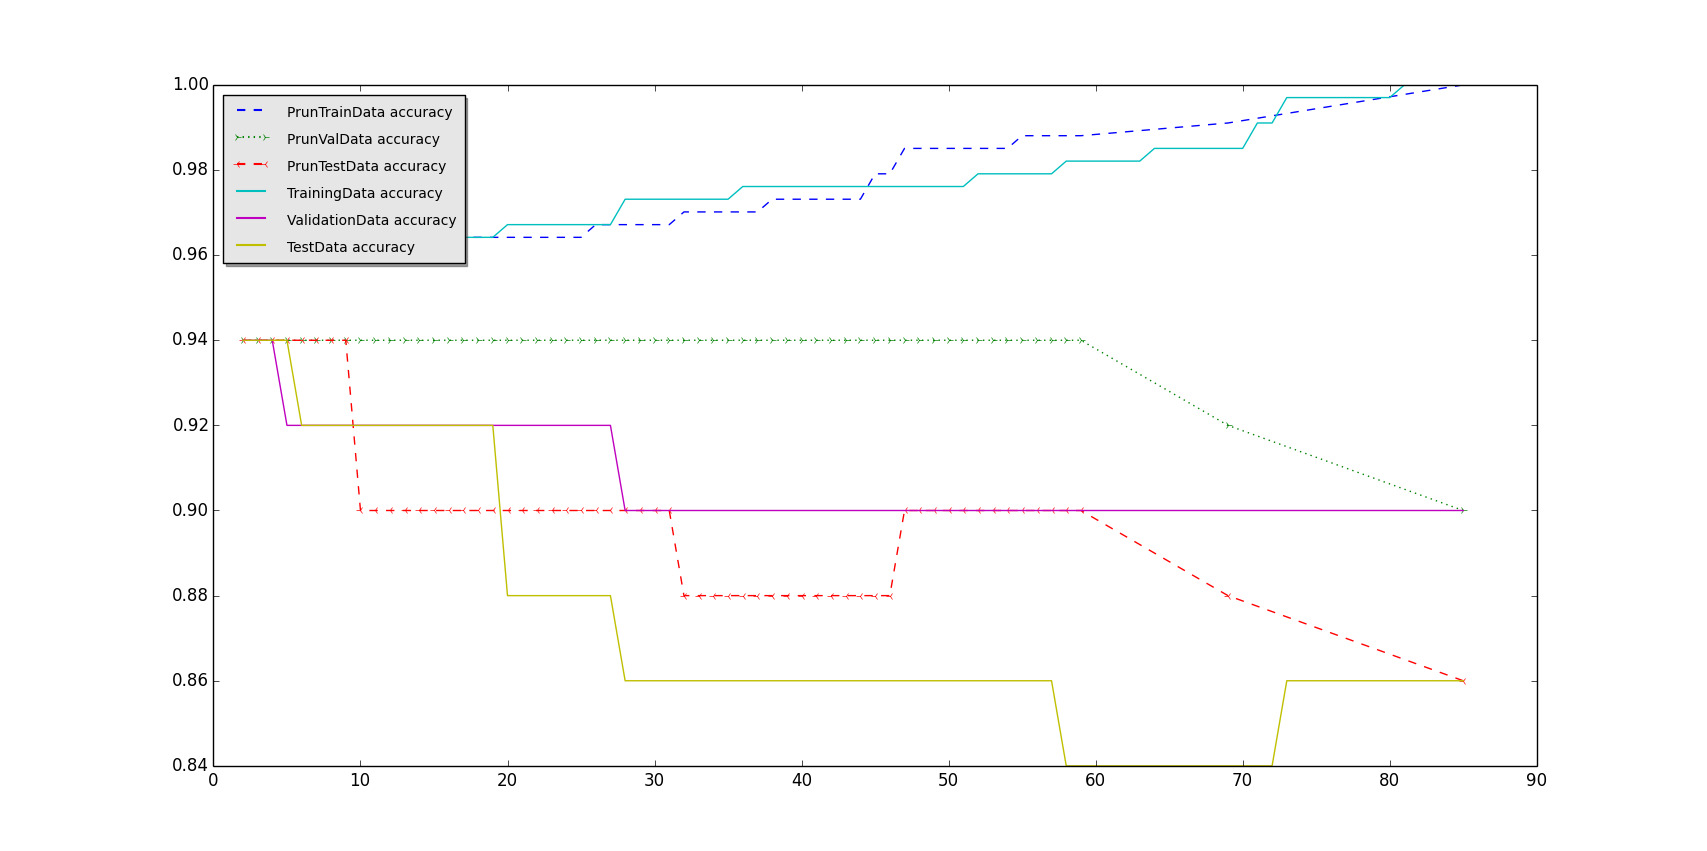 1.00
PrunTrainData accuracy
PrunValData accuracy
PrunTestData accuracy
TrainingData accuracy
ValidationData accuracy
TestData accuracy
0.98
0.96
0.94
0.92
0.90
0.88
0.86
0.84
0 10 20 30 40 50 60 70 80 90